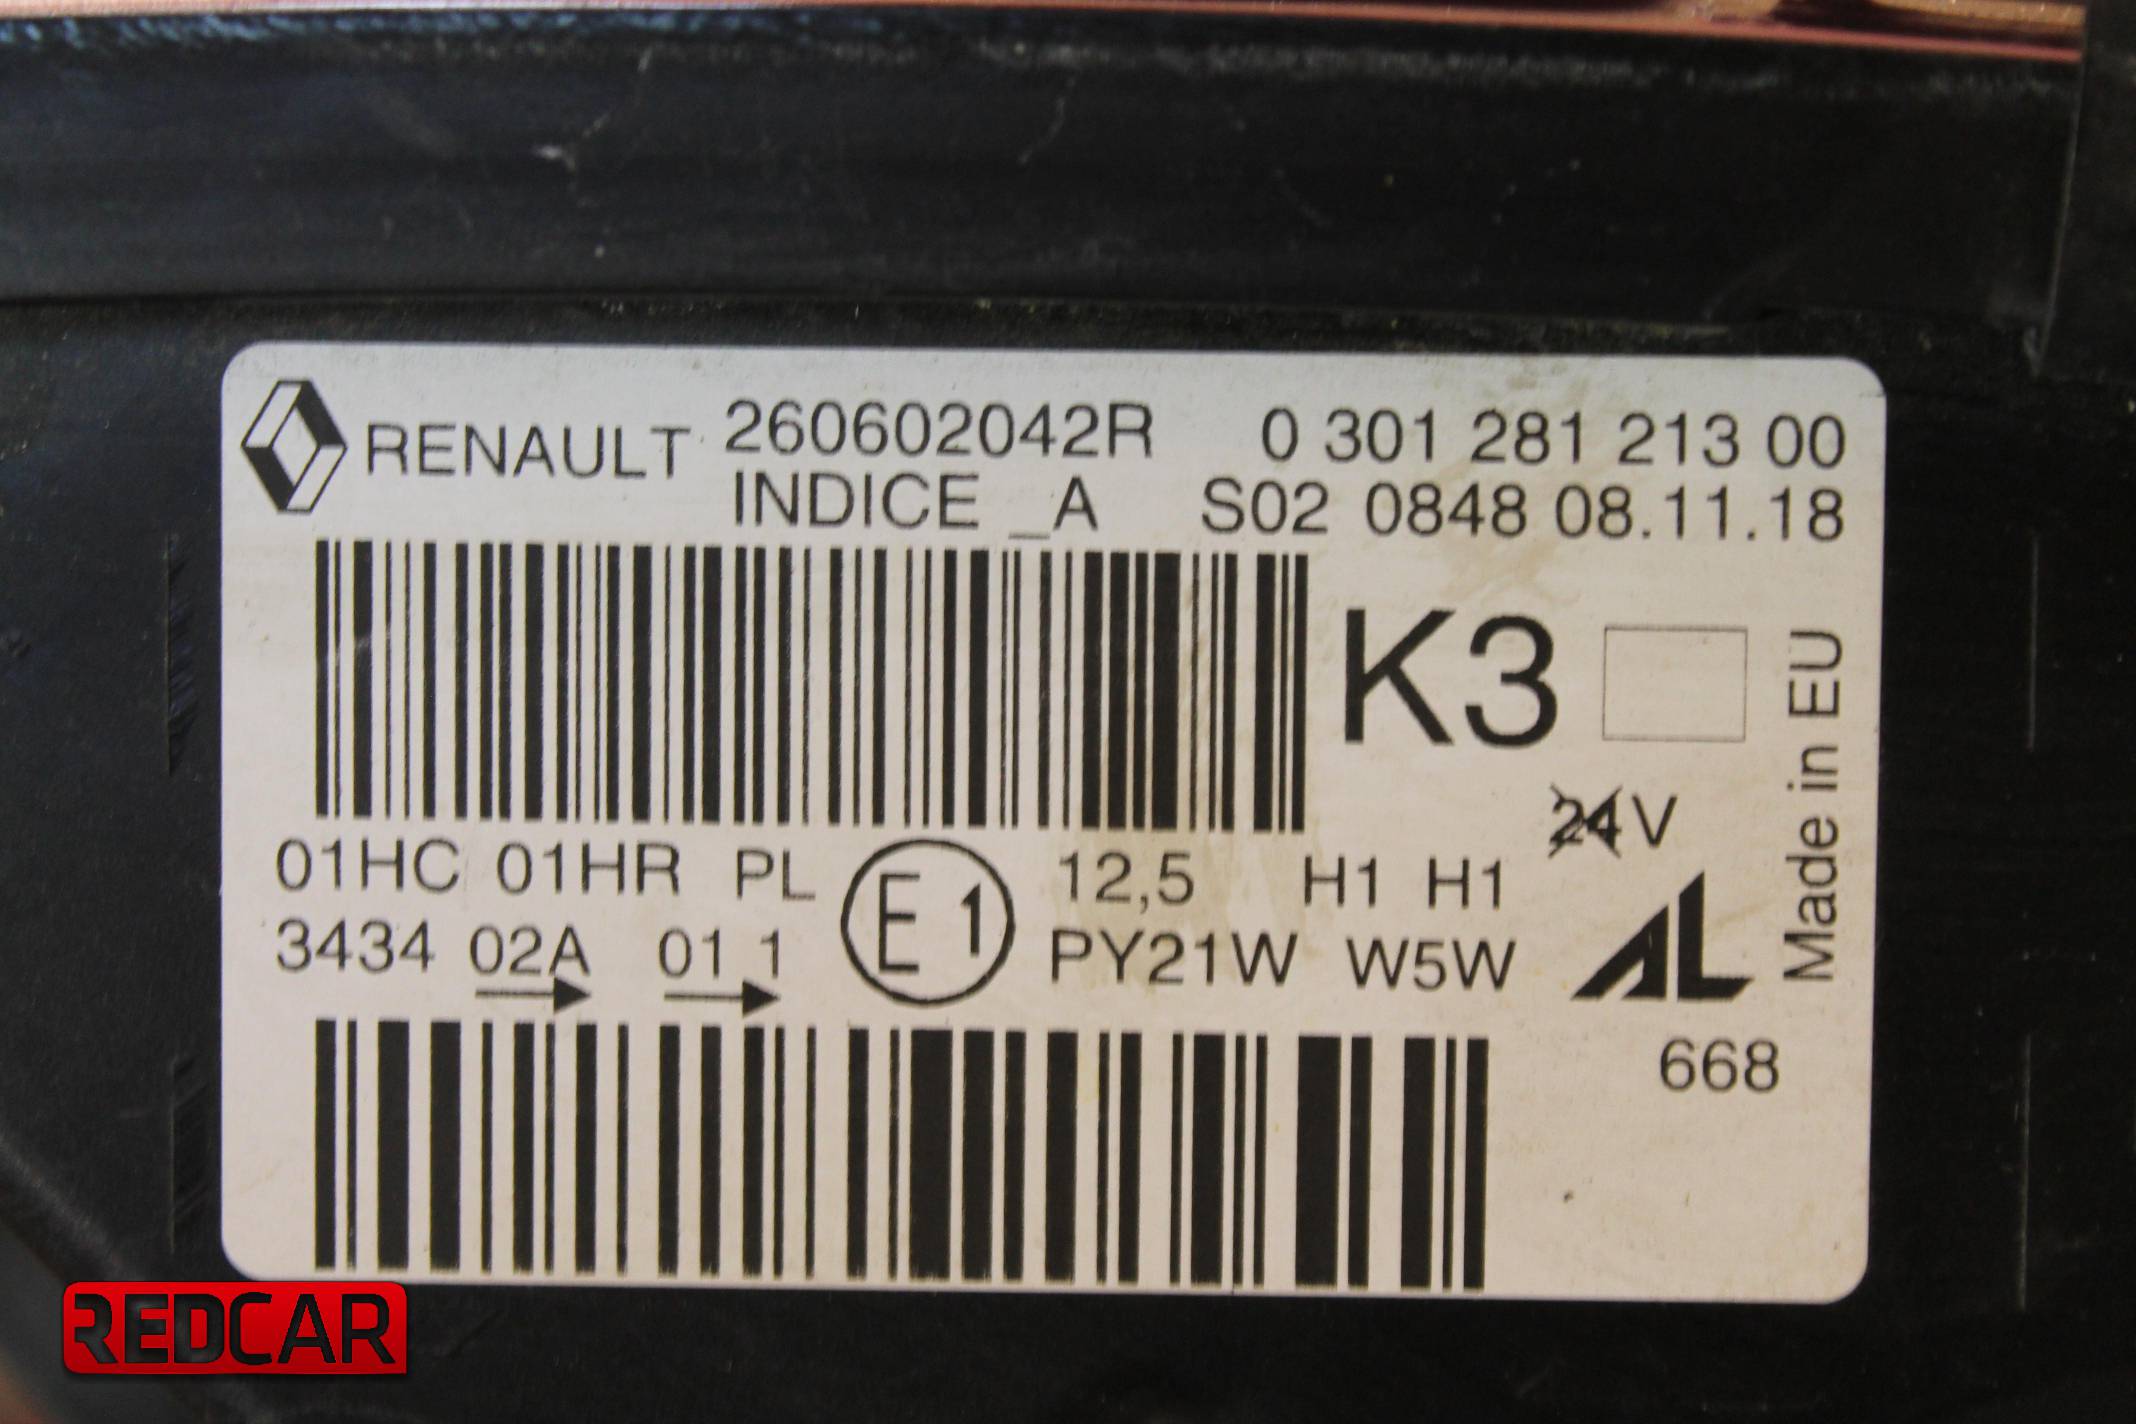 RENAULT 260602042R 0 301 281 213 00
INDICE _A S02 0848 08.11.18
K3
24 V
Made in EU
01HC 01HR PL E1 12,5 H1 H1
3434 02A 01 1 PY21W W5W
AL
668
REDCAR